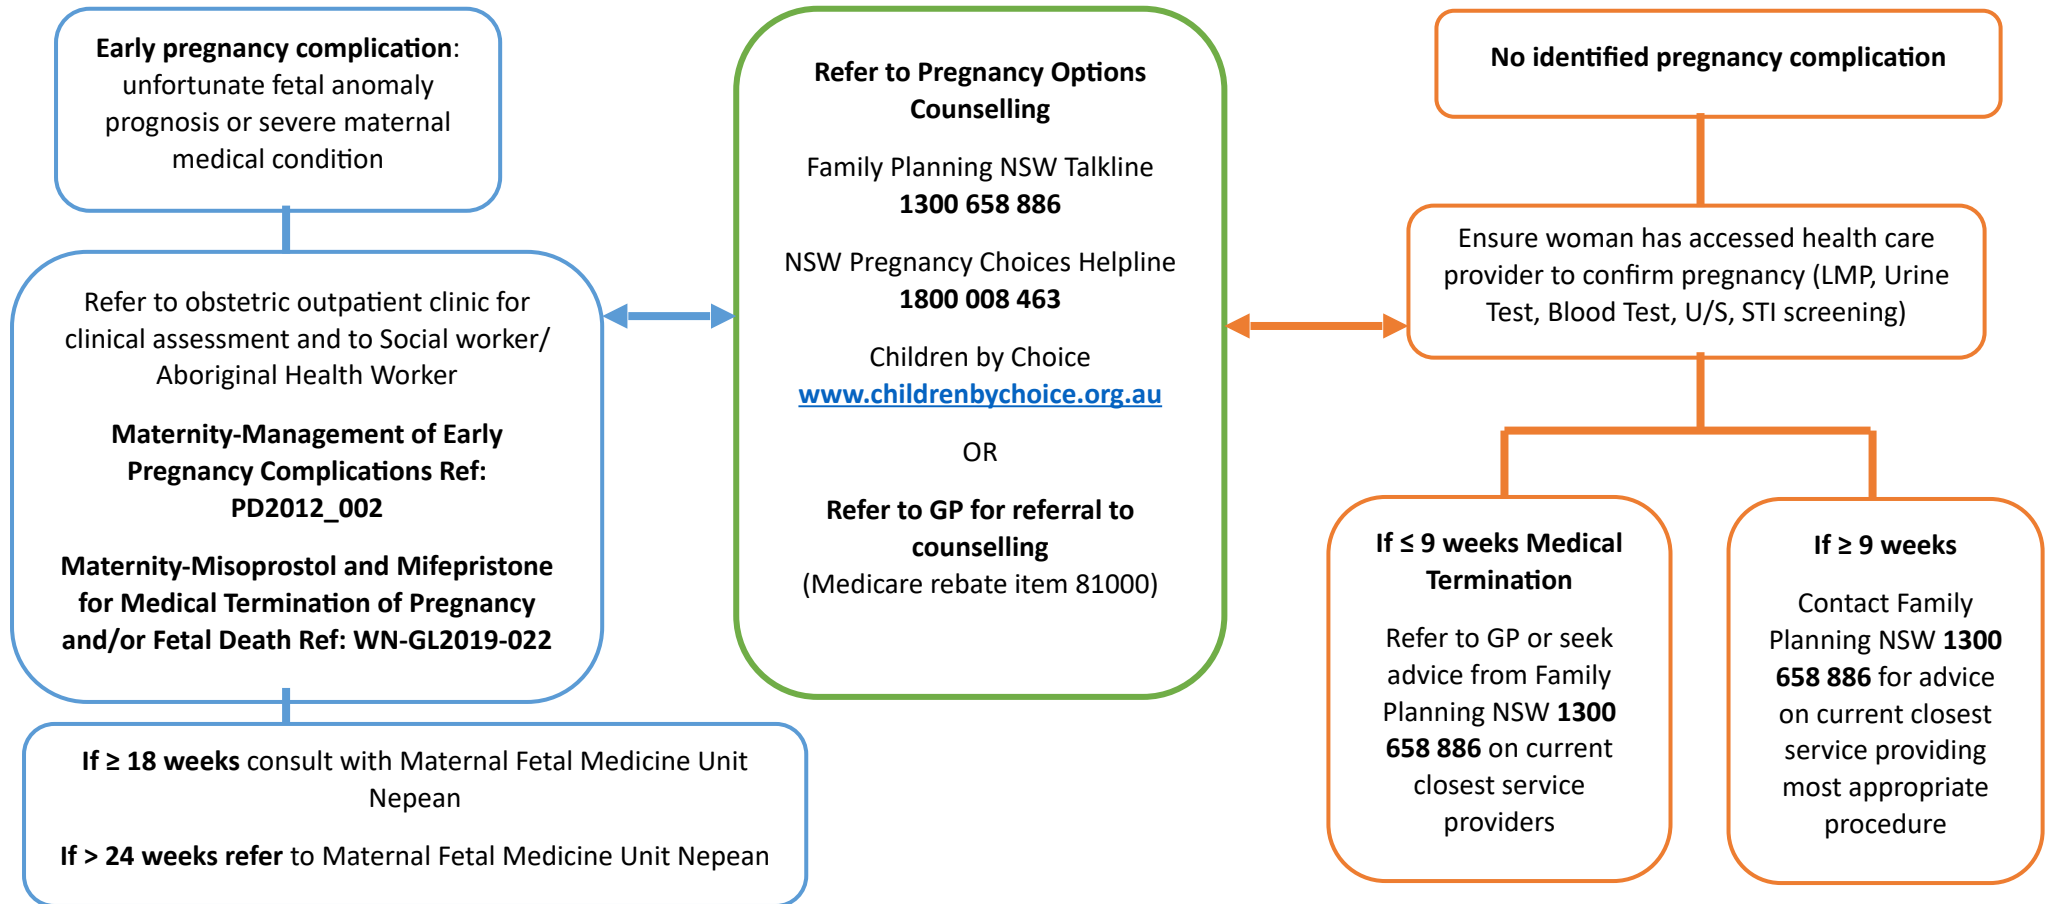 Early pregnancy complication:
unfortunate fetal anomaly
prognosis or severe maternal
medical condition
Refer to obstetric outpatient clinic for
clinical assessment and to Social worker/
Aboriginal Health Worker
Maternity-Management of Early
Pregnancy Complications Ref:
PD2012_002
Maternity-Misoprostol and Mifepristone
for Medical Termination of Pregnancy
and/or Fetal Death Ref: WN-GL2019-022
If ≥ 18 weeks consult with Maternal Fetal Medicine Unit
Nepean
If > 24 weeks refer to Maternal Fetal Medicine Unit Nepean
Refer to Pregnancy Options
Counselling
Family Planning NSW Talkline
1300 658 886
NSW Pregnancy Choices Helpline
1800 008 463
Children by Choice
www.childrenbychoice.org.au
OR
Refer to GP for referral to
counselling
(Medicare rebate item 81000)
No identified pregnancy complication
Ensure woman has accessed health care
provider to confirm pregnancy (LMP, Urine
Test, Blood Test, U/S, STI screening)
If ≤ 9 weeks Medical
Termination
Refer to GP or seek
advice from Family
Planning NSW 1300
658 886 on current
closest service
providers
If ≥ 9 weeks
Contact Family
Planning NSW 1300
658 886 for advice
on current closest
service providing
most appropriate
procedure